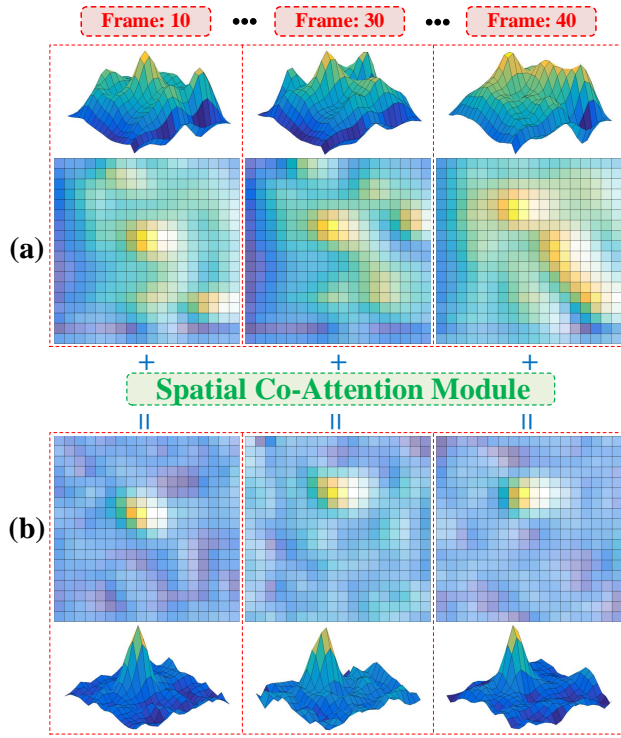 Frame: 10 ••• Frame: 30 ••• Frame: 40
(a)
+ + +
Spatial Co-Attention Module
= = =
(b)